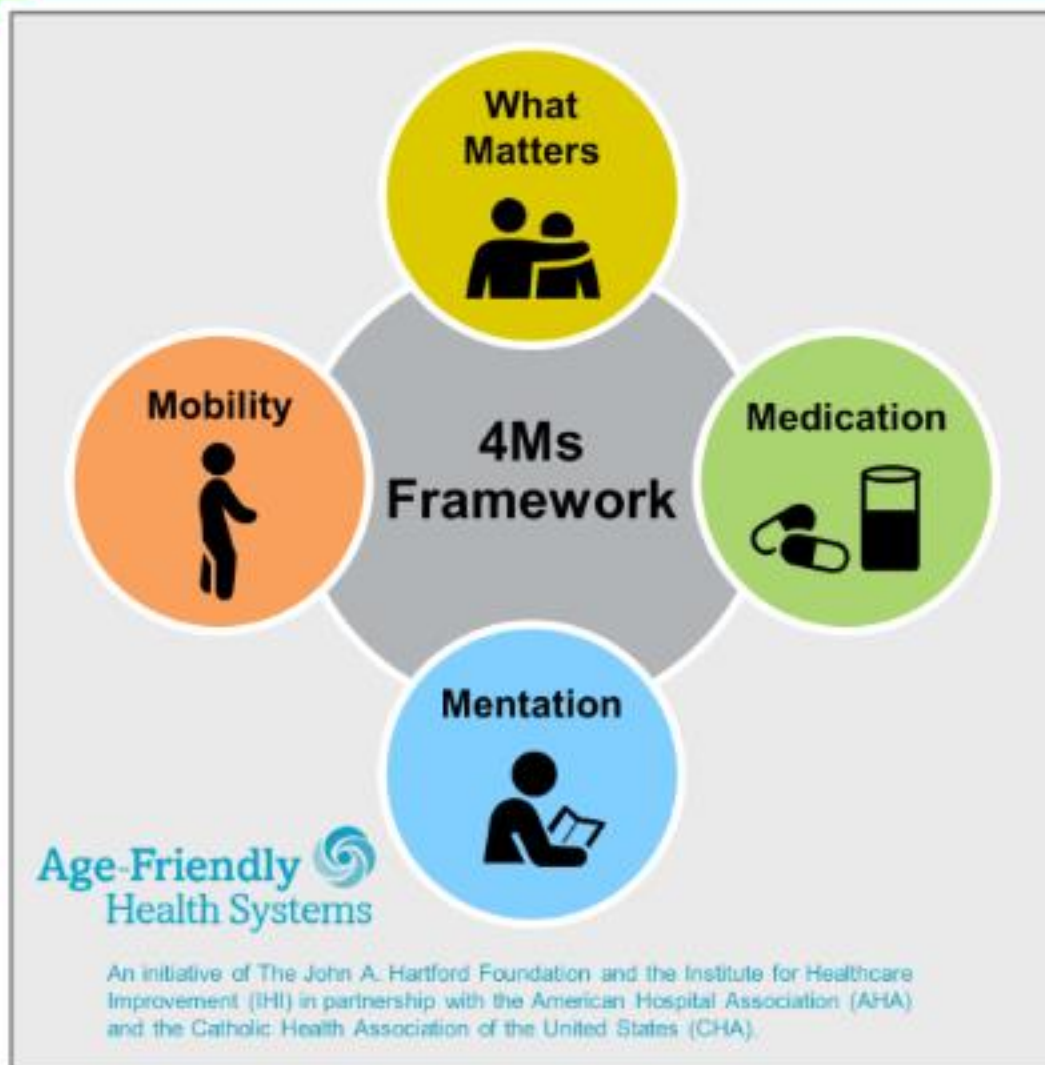 What
Matters
Mobility
4Ms
Framework
Medication
Mentation
Age-Friendly
Health Systems
An initiative of The John A. Hartford Foundation and the Institute for Healthcare
Improvement (IHI) in partnership with the American Hospital Association (AHA)
and the Catholic Health Association of the United States (CHA).